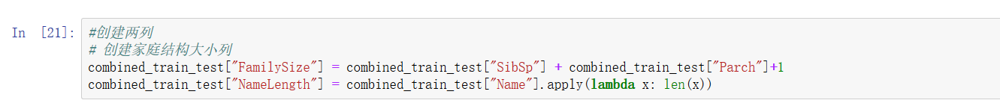 In [21]: #创建两列
# 创建家庭结构大小列
combined_train_test["FamilySize"] = combined_train_test["SibSp"] + combined_train_test["Parch"]+1
combined_train_test["NameLength"] = combined_train_test["Name"].apply(lambda x: len(x))